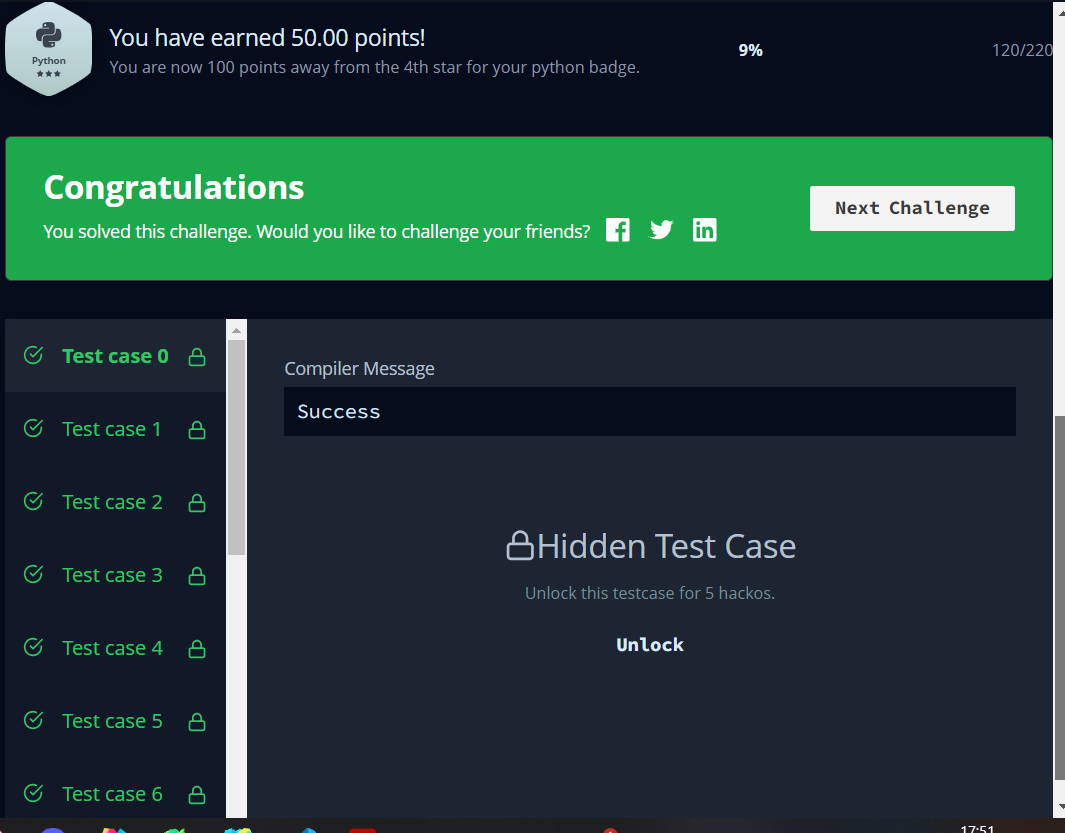 Python
You have earned 50.00 points!
You are now 100 points away from the 4th star for your python badge.
9%
120/220
Congratulations
You solved this challenge. Would you like to challenge your friends?
Next Challenge
Test case 0
Test case 1
Test case 2
Test case 3
Test case 4
Test case 5
Test case 6
Compiler Message
Success
Hidden Test Case
Unlock this testcase for 5 hackos.
Unlock
17:51